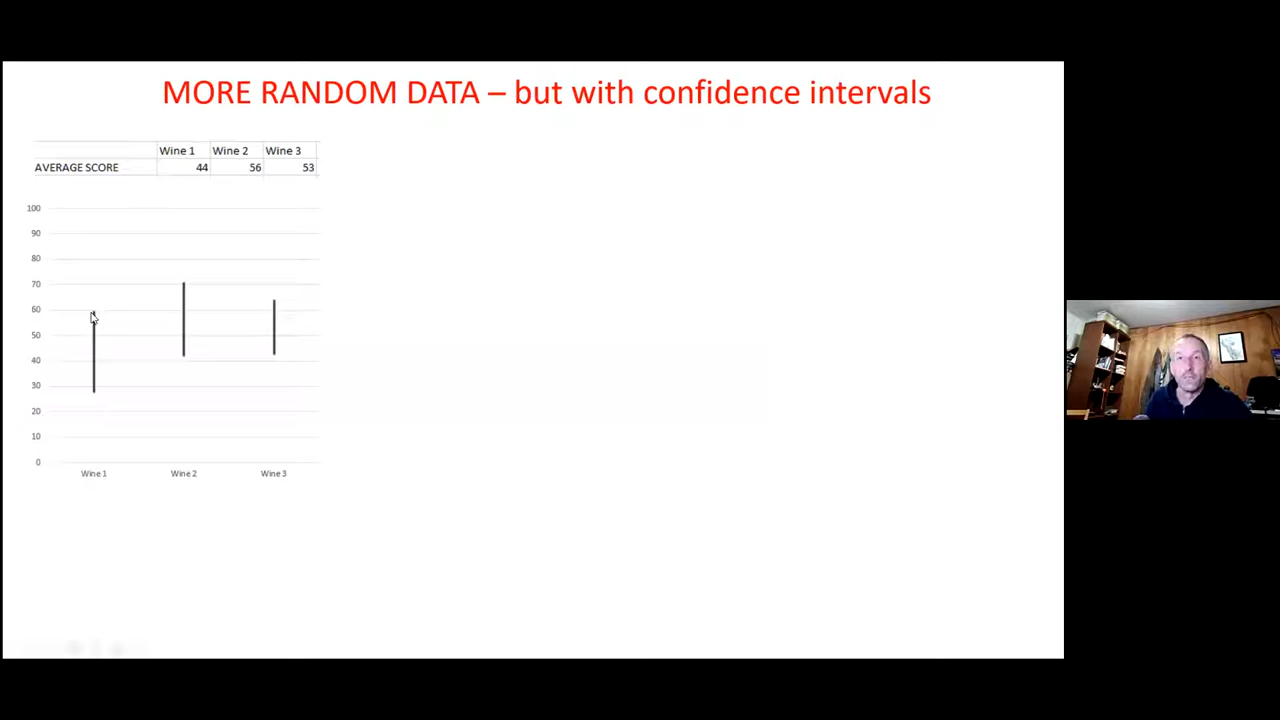 MORE RANDOM DATA – but with confidence intervals
Wine 1 Wine 2 Wine 3
AVERAGE SCORE 44 56 53
100
90
80
70
60
50
40
30
20
10
0
Wine 1 Wine 2 Wine 3